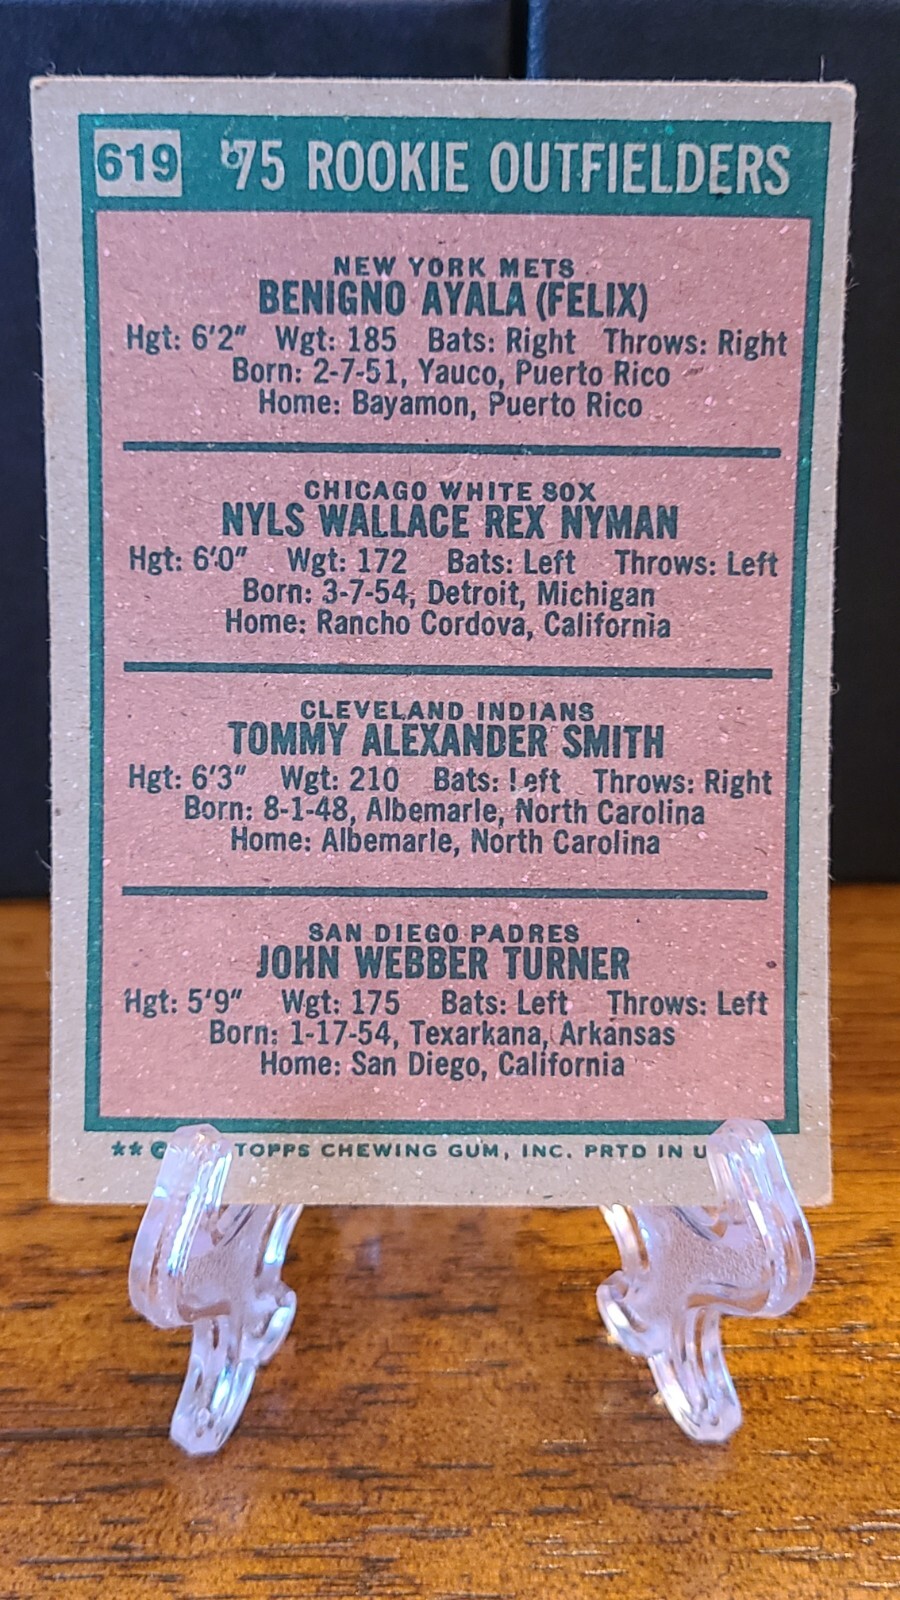 619 '75 ROOKIE OUTFIELDERS
NEW YORK METS
BENIGNO AYALA (FELIX)
Hgt: 6'2" Wgt: 185 Bats: Right Throws: Right
Born: 2-7-51, Yauco, Puerto Rico
Home: Bayamon, Puerto Rico
CHICAGO WHITE SOX
NYLS WALLACE REX NYMAN
Hgt: 6'0" Wgt: 172 Bats: Left Throws: Left
Born: 3-7-54, Detroit, Michigan
Home: Rancho Cordova, California
CLEVELAND INDIANS
TOMMY ALEXANDER SMITH
Hgt: 6'3" Wgt: 210 Bats: Left Throws: Right
Born: 8-1-48, Albemarle, North Carolina
Home: Albemarle, North Carolina
SAN DIEGO PADRES
JOHN WEBBER TURNER
Hgt: 5'9" Wgt: 175 Bats: Left Throws: Left
Born: 1-17-54, Texarkana, Arkansas
Home: San Diego, California
** © TOPPS CHEWING GUM, INC. PRTD IN U